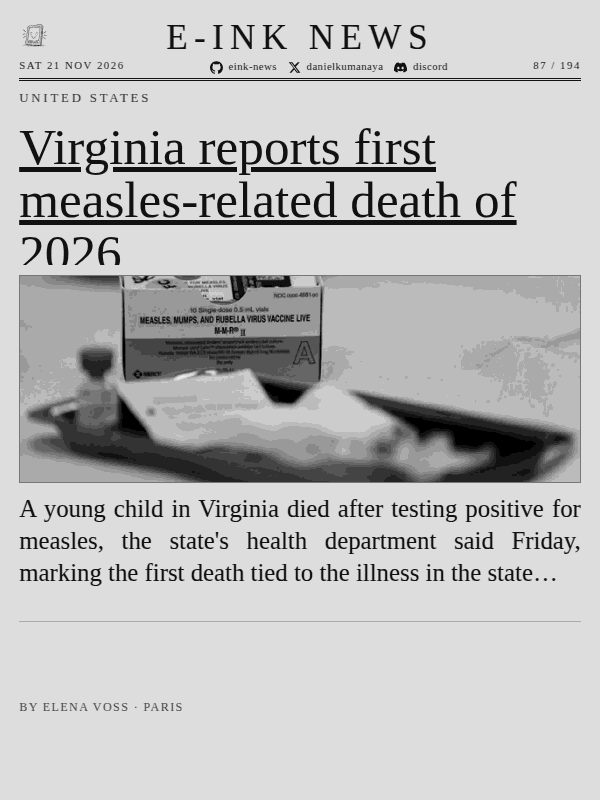 E-INK NEWS
SAT 21 NOV 2026
eink-news
danielkumanaya
discord
87 / 194
UNITED STATES
Virginia reports first
measles-related death of
2026
10 Single-dose 0.5 mL vials
MEASLES, MUMPS, AND RUBELLA VIRUS VACCINE LIVE
M-M-R® II
A
MERCK
A young child in Virginia died after testing positive for
measles, the state's health department said Friday,
marking the first death tied to the illness in the state…
BY ELENA VOSS · PARIS